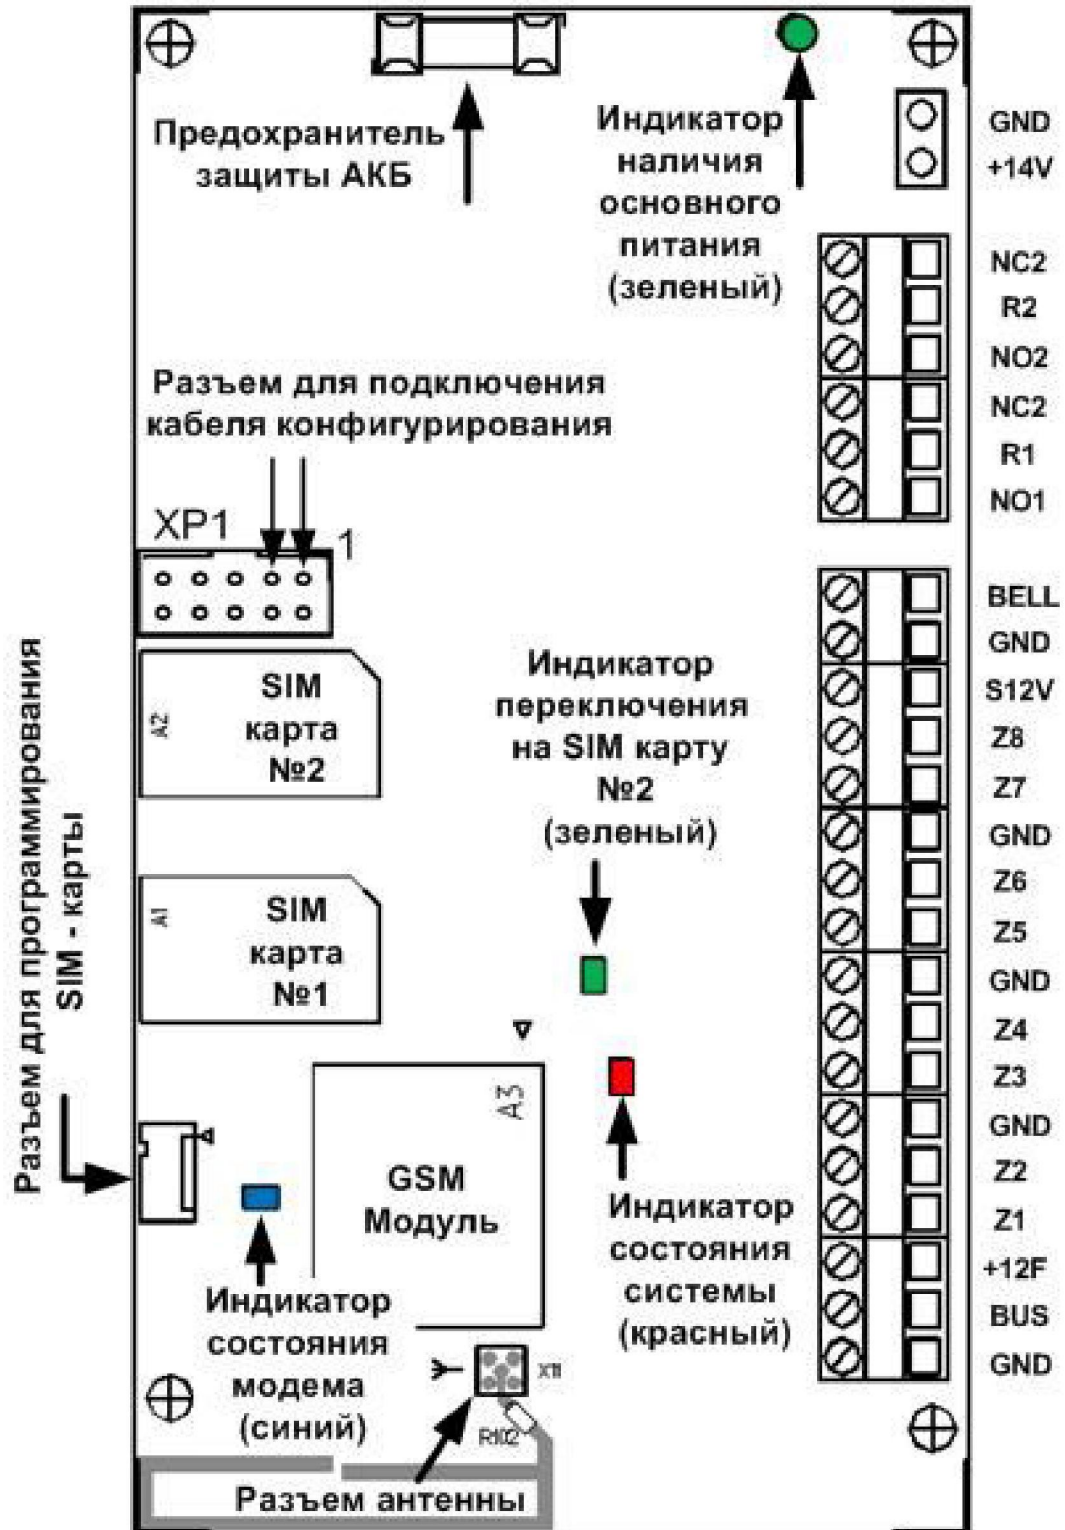 Предохранитель
защиты АКБ
Индикатор
наличия
основного
питания
(зеленый)
GND
+14V
NC2
R2
NO2
NC2
R1
NO1
Разъем для подключения
кабеля конфигурирования
XP1
1
BELL
GND
S12V
Z8
Z7
GND
Z6
Z5
GND
Z4
Z3
GND
Z2
Z1
+12F
BUS
GND
A2
SIM
карта
№2
Индикатор
переключения
на SIM карту
№2
(зеленый)
A1
SIM
карта
№1
Разъем для программирования
SIM - карты
A3
GSM
Модуль
Индикатор
состояния
системы
(красный)
Индикатор
состояния
модема
(синий)
X11
R102
Разъем антенны